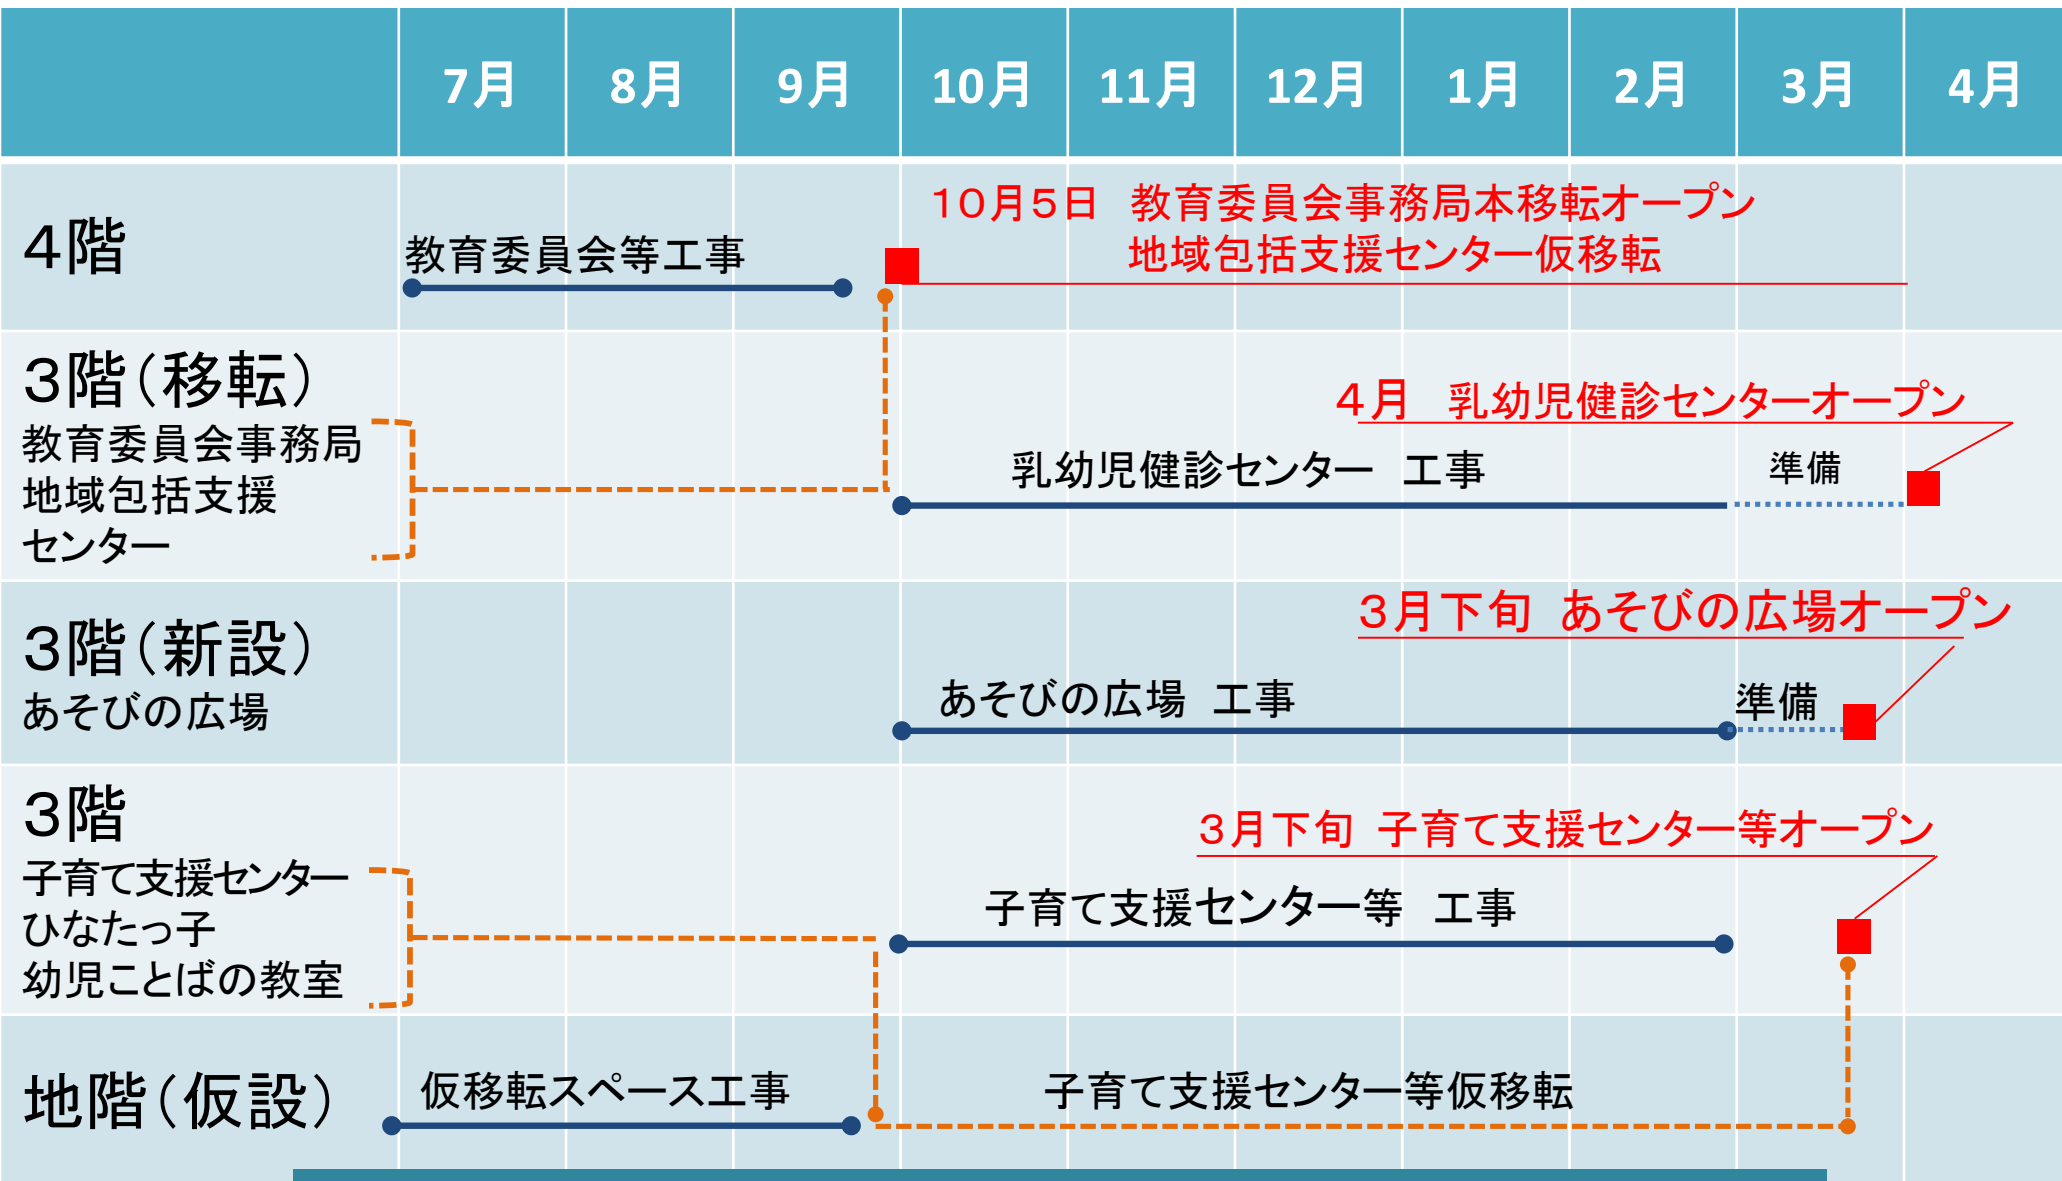 7月 8月 9月 10月 11月 12月 1月 2月 3月 4月
４階
教育委員会等工事
１０月５日　教育委員会事務局本移転オープン
地域包括支援センター仮移転
３階（移転）
教育委員会事務局
地域包括支援
センター
４月　乳幼児健診センターオープン
乳幼児健診センター　工事
準備
３階（新設）
あそびの広場
３月下旬 あそびの広場オープン
あそびの広場　工事
準備
３階
子育て支援センター
ひなたっ子
幼児ことばの教室
３月下旬 子育て支援センター等オープン
子育て支援センター等　工事
地階（仮設）
仮移転スペース工事
子育て支援センター等仮移転